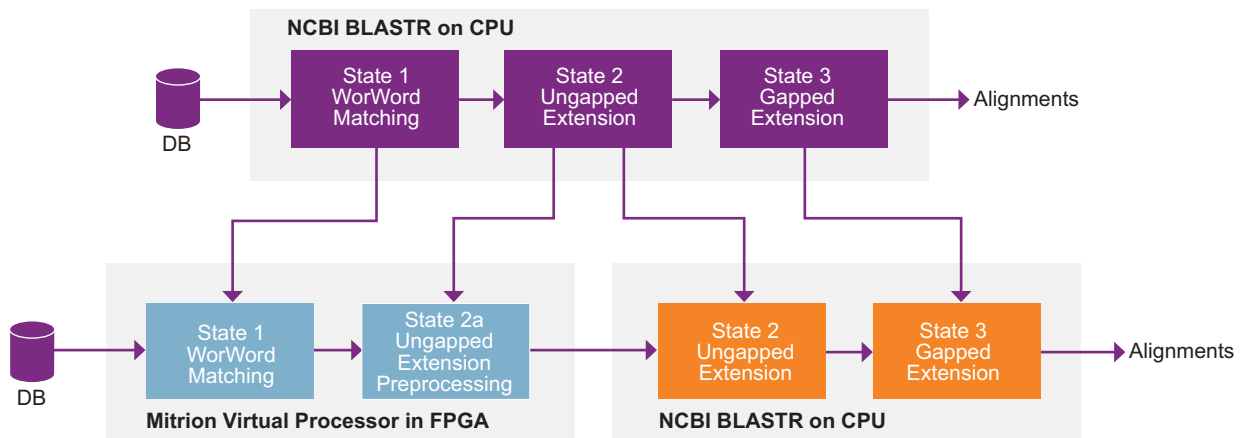 NCBI BLASTR on CPU
State 1
WorWord
Matching
State 2
Ungapped
Extension
State 3
Gapped
Extension
Alignments
DB
State 1
WorWord
Matching
State 2a
Ungapped
Extension
Preprocessing
State 2
Ungapped
Extension
State 3
Gapped
Extension
Alignments
DB
Mitrion Virtual Processor in FPGA
NCBI BLASTR on CPU